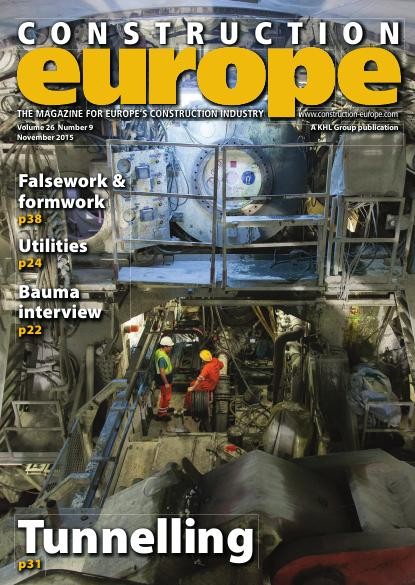 CONSTRUCTION
europe
THE MAGAZINE FOR EUROPE'S CONSTRUCTION INDUSTRY
www.construction-europe.com
Volume 26 Number 9
November 2015
A KHL Group publication
Falsework &
formwork
p38
Utilities
p24
Bauma
interview
p22
Tunnelling
p31